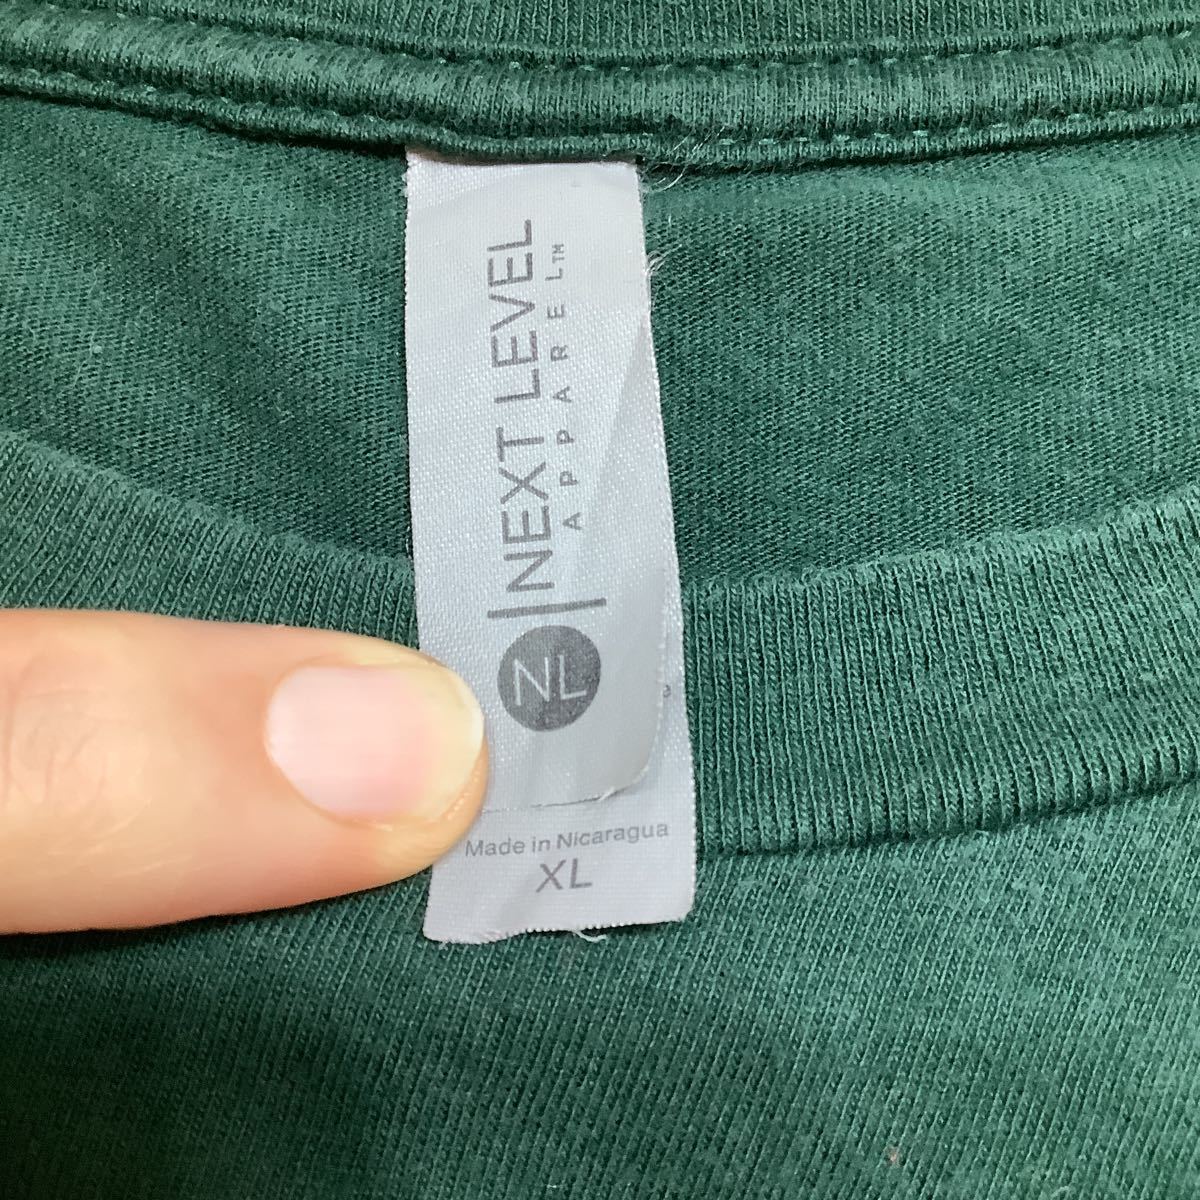 NEXT LEVEL
APPAREL™
NL
Made in Nicaragua
XL